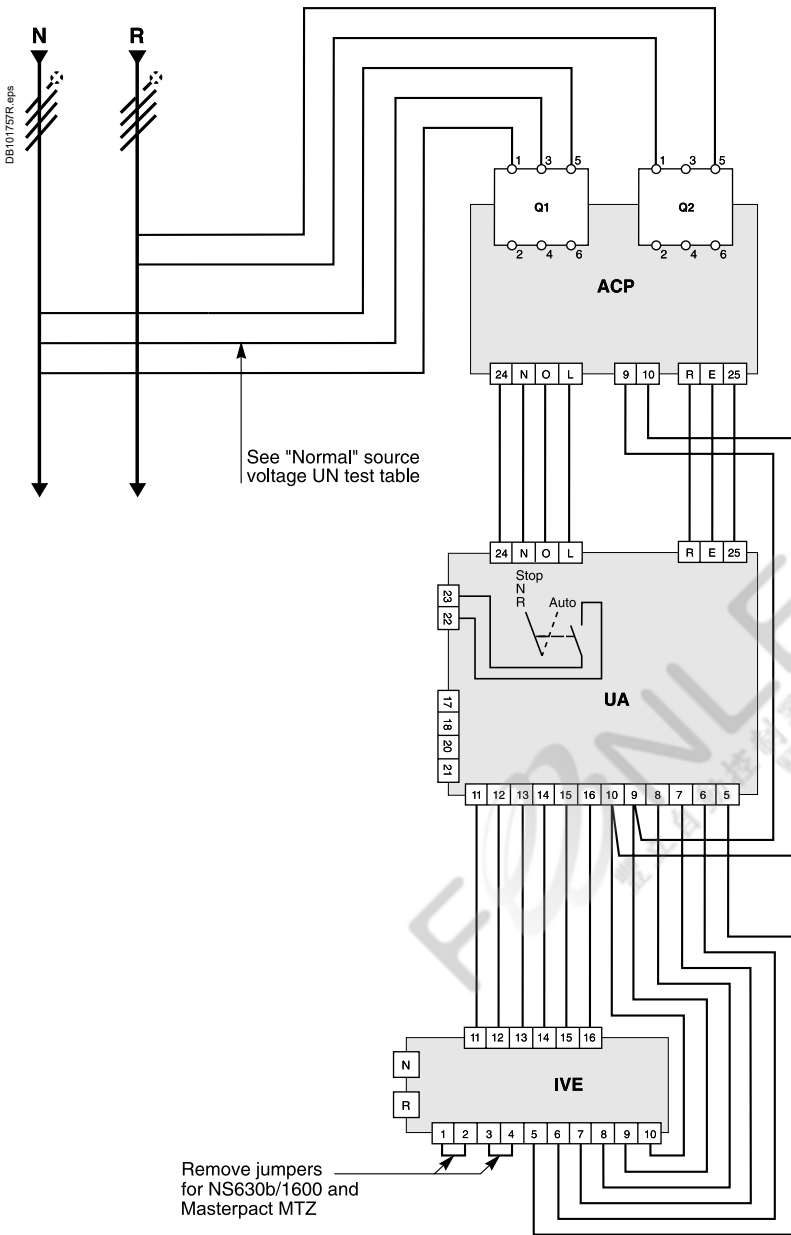 N R
DB101757R.eps
1 3 5 1 3 5
Q1 Q2
2 4 6 2 4 6
ACP
24 N O L 9 10 R E 25
See "Normal" source
voltage UN test table
24 N O L R E 25
Stop
N
R Auto
23
22
UA
17
18
20
21
11 12 13 14 15 16 10 9 8 7 6 5
11 12 13 14 15 16
N
IVE
R
1 2 3 4 5 6 7 8 9 10
Remove jumpers
for NS630b/1600 and
Masterpact MTZ